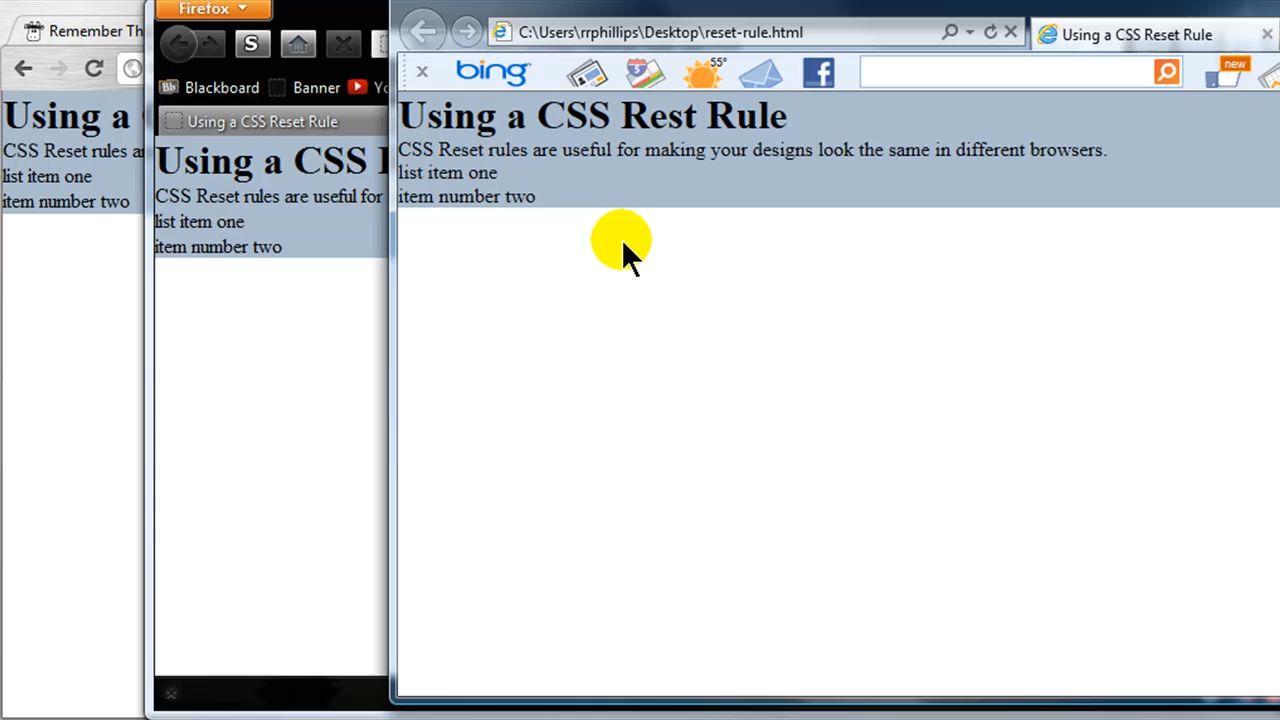 Remember Th
Using a
CSS Reset rules a
list item one
item number two
Firefox
S
Bb Blackboard Banner
Using a CSS Reset Rule
Using a CSS
CSS Reset rules are useful for
list item one
item number two
C:\Users\rrphillips\Desktop\reset-rule.html
Using a CSS Reset Rule
bing 5 55° f new
Using a CSS Rest Rule
CSS Reset rules are useful for making your designs look the same in different browsers.
list item one
item number two